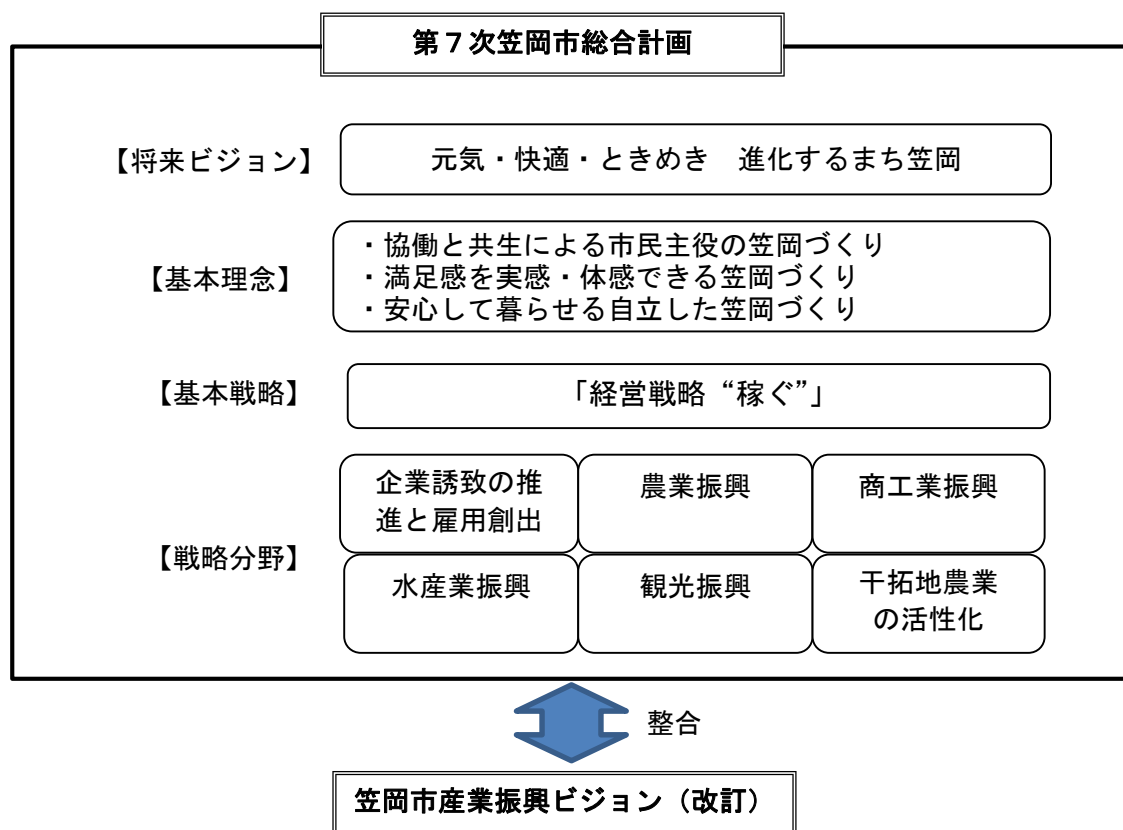 第７次笠岡市総合計画
【将来ビジョン】
元気・快適・ときめき　進化するまち笠岡
【基本理念】
・協働と共生による市民主役の笠岡づくり
・満足感を実感・体感できる笠岡づくり
・安心して暮らせる自立した笠岡づくり
【基本戦略】
「経営戦略“稼ぐ”」
【戦略分野】
企業誘致の推
進と雇用創出
農業振興
商工業振興
水産業振興
観光振興
干拓地農業
の活性化
整合
笠岡市産業振興ビジョン（改訂）